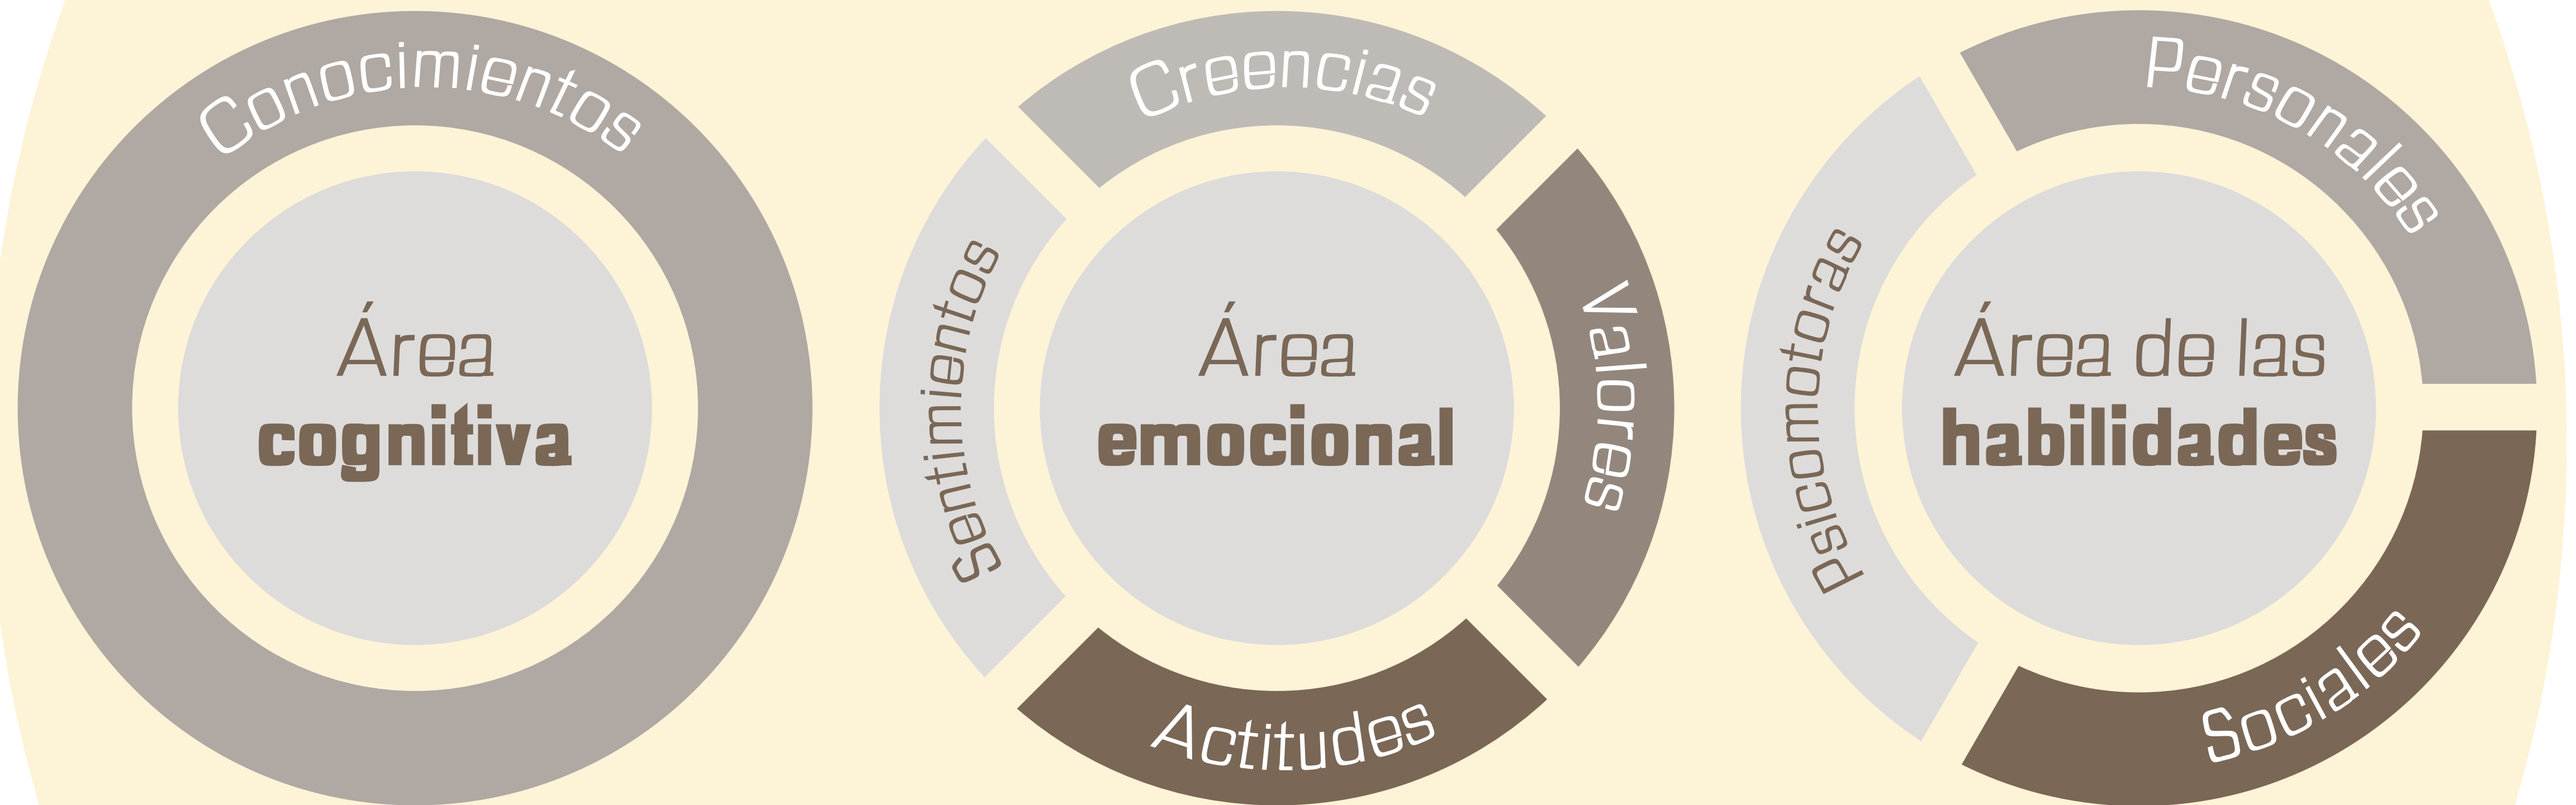 Conocimientos
Área
cognitiva
Creencias
Sentimientos
Área
emocional
Valores
Actitudes
Personales
Psicomotoras
Área de las
habilidades
Sociales